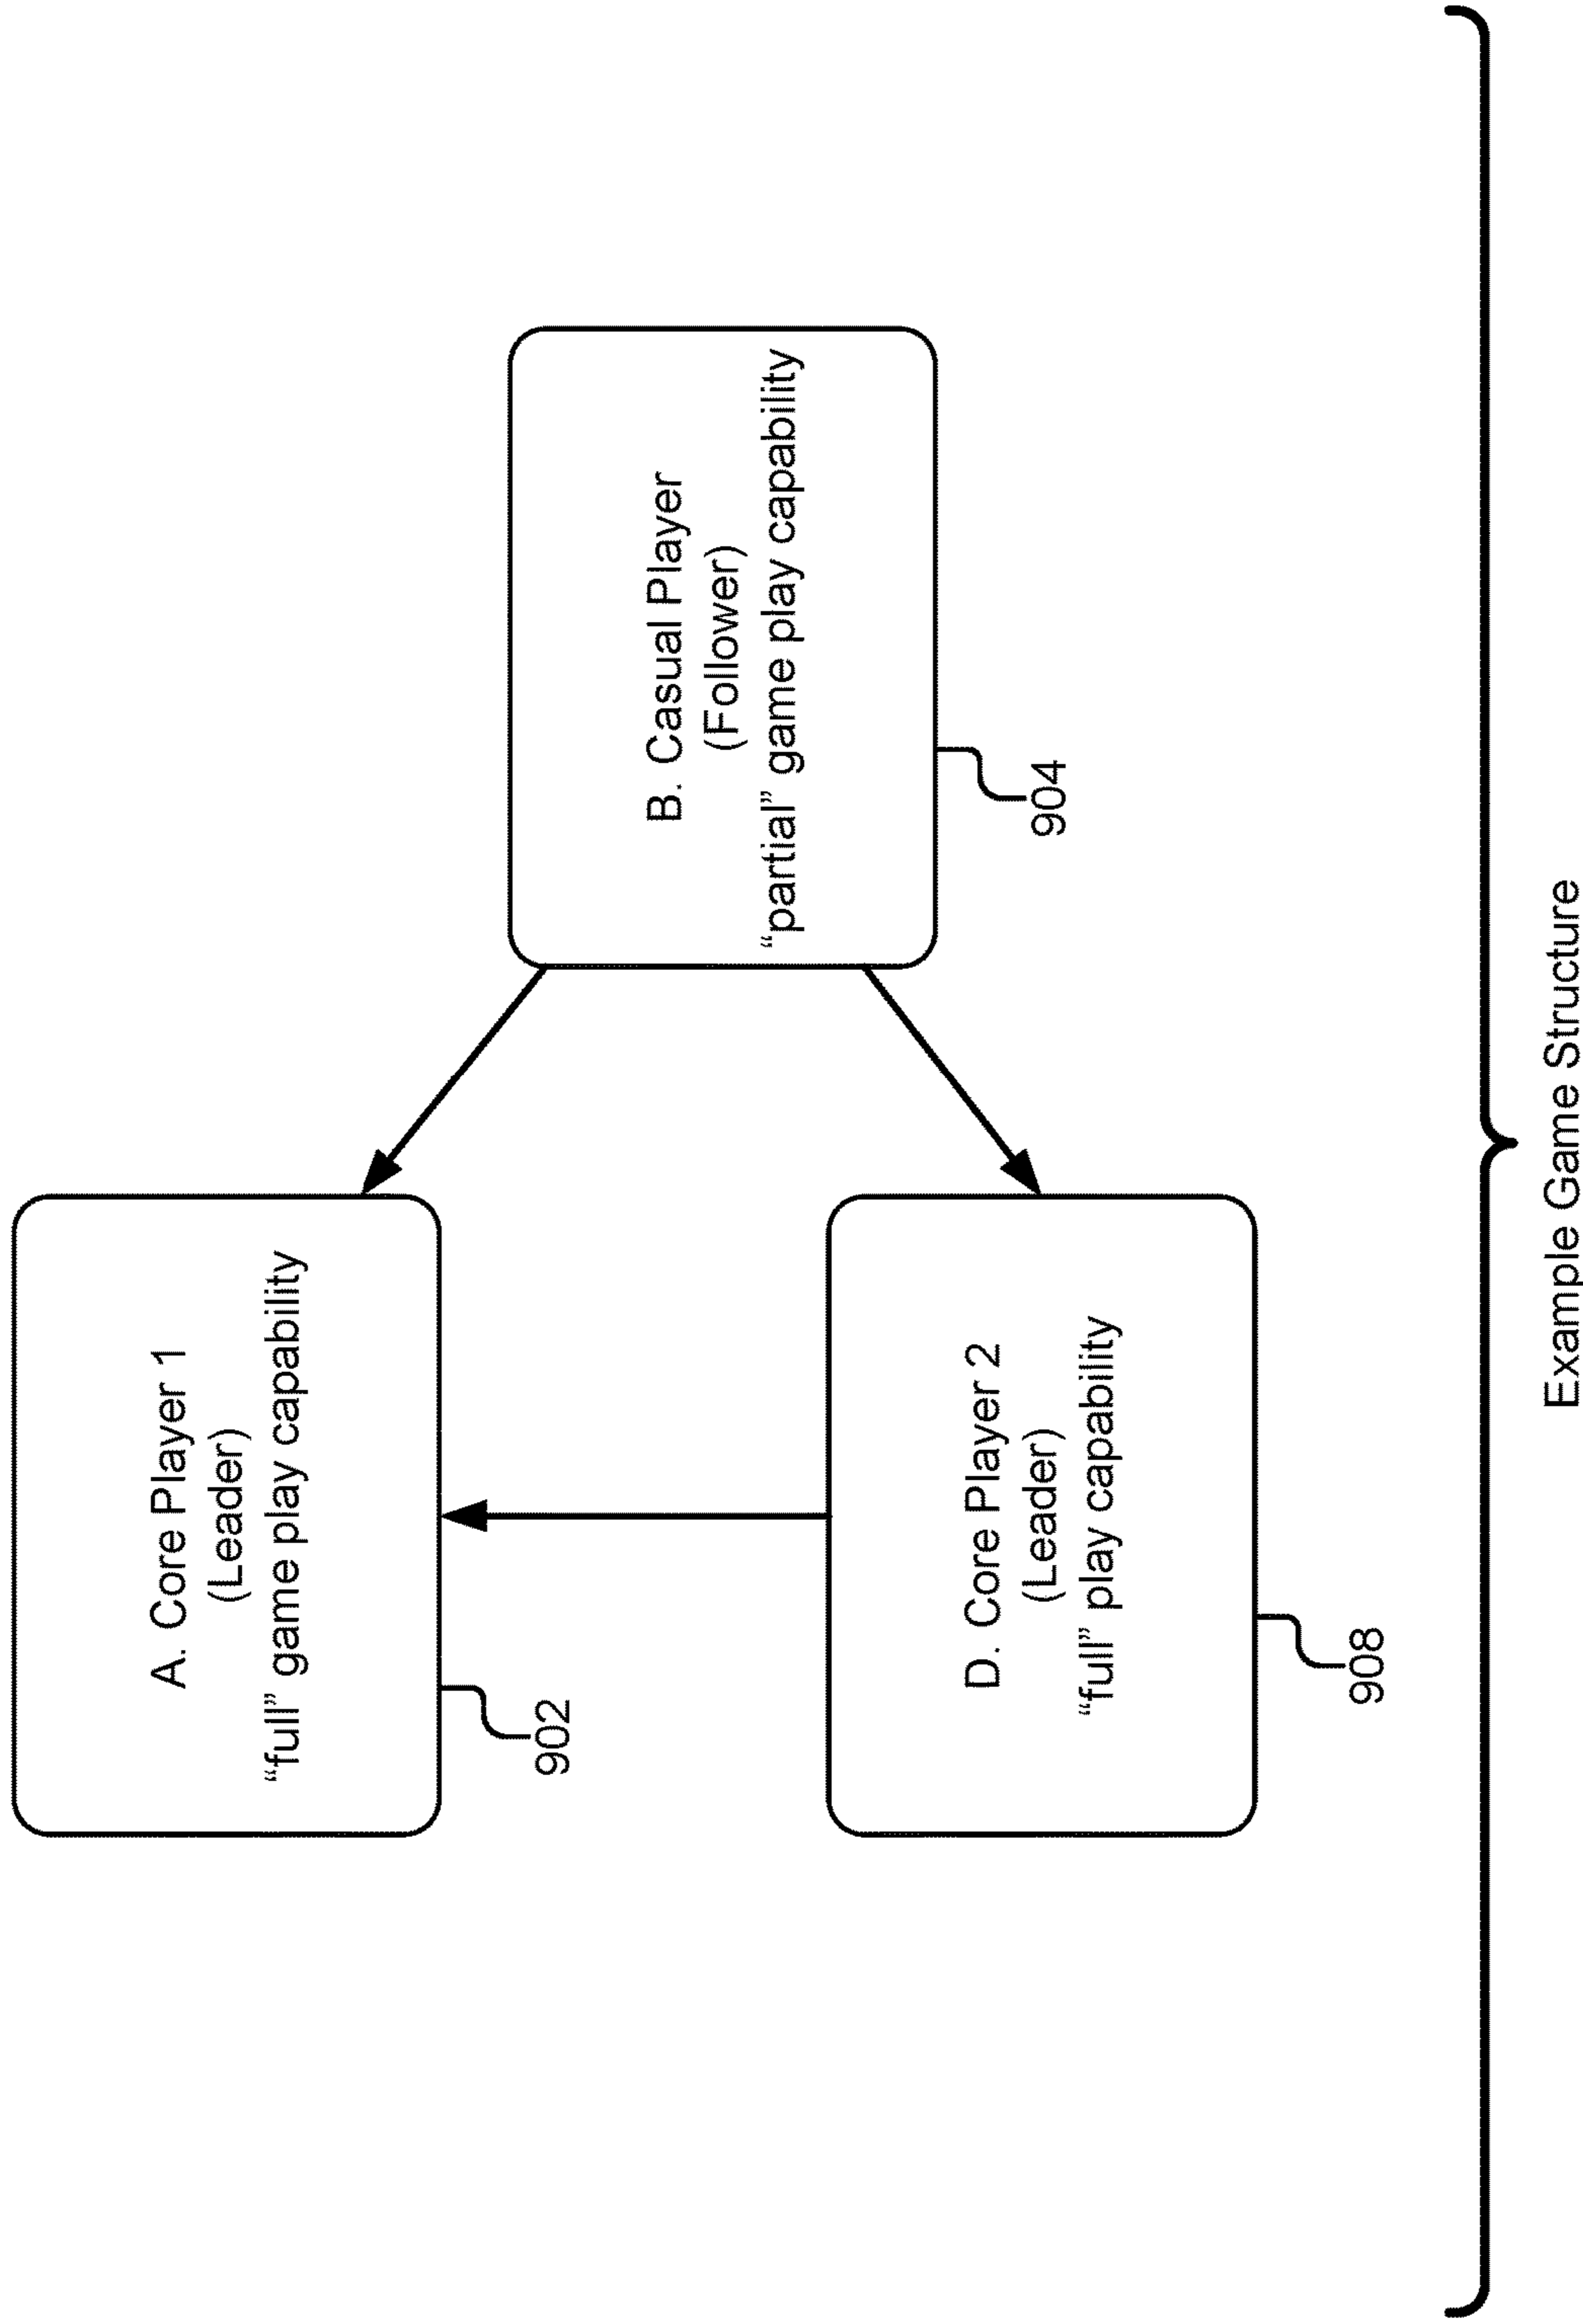 A. Core Player 1
(Leader)
“full” game play capability
902
B. Casual Player
(Follower)
“partial” game play capability
904
D. Core Player 2
(Leader)
“full” play capability
908
Example Game Structure